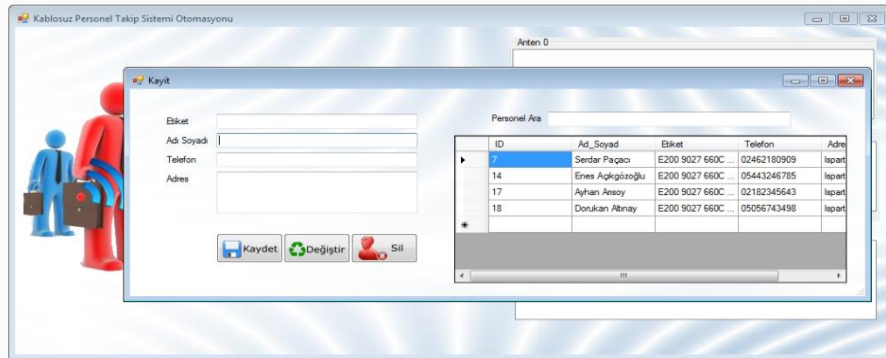 Kablosuz Personel Takip Sistemi Otomasyonu
Anten 0
Kayit
Etiket
Adı Soyadı
Telefon
Adres
Kaydet Değiştir Sil
Personel Ara
ID Ad_Soyad Etiket Telefon Adre
7 Serdar Paçacı E200 9027 660C ... 02462180909 Ispart
14 Enes Açıkgözoğlu E200 9027 660C ... 05443246785 Ispart
17 Ayhan Arısoy E200 9027 660C ... 02182345643 Ispart
18 Dorukan Altınay E200 9027 660C ... 05056743498 Ispart